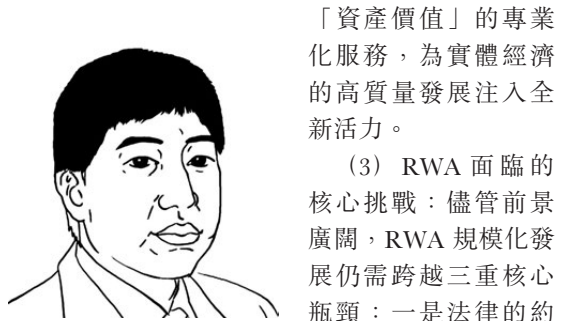 「資產價值」的專業
化服務，為實體經濟
的高質量發展注入全
新活力。
(3) RWA 面臨的
核心挑戰：儘管前景
廣闊，RWA 規模化發
展仍需跨越三重核心
瓶頸：一是法律的約